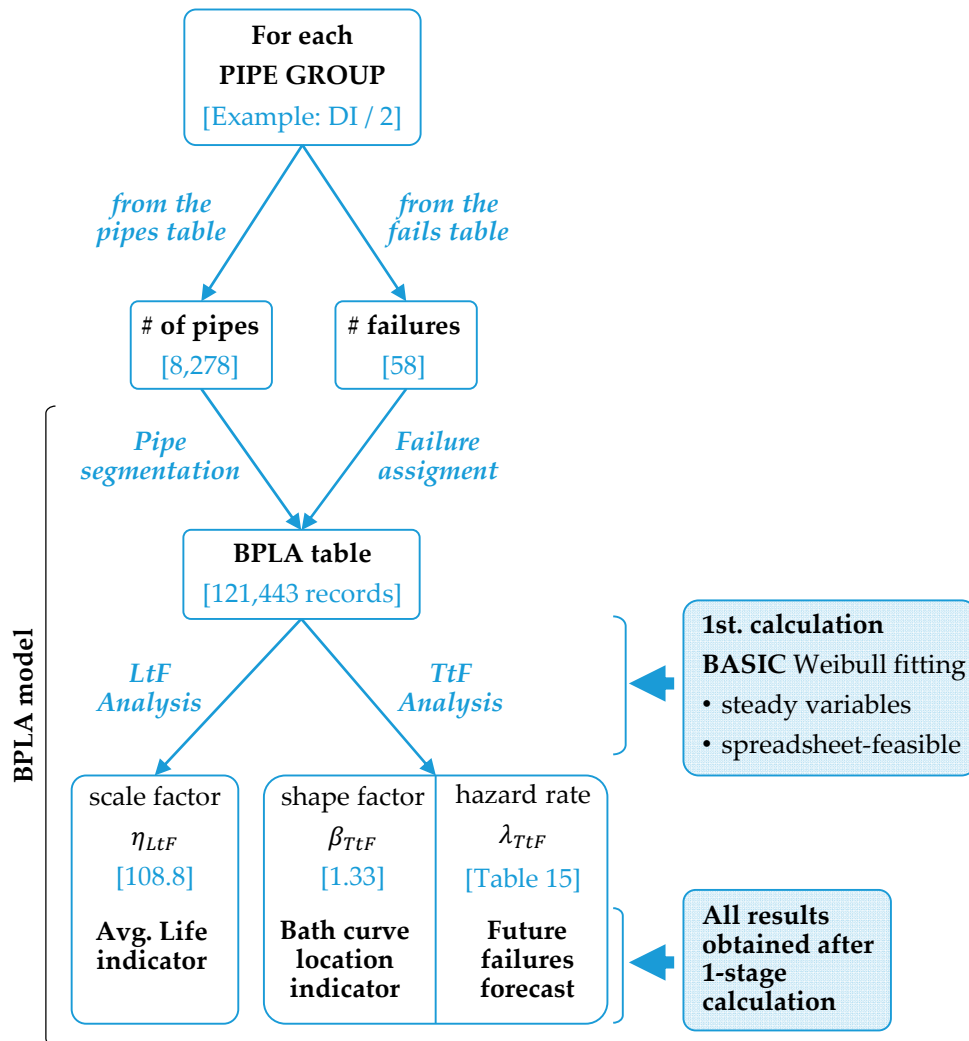 For each
PIPE GROUP
[Example: DI / 2]
from the
pipes table
from the
fails table
# of pipes
[8,278]
# failures
[58]
Pipe
segmentation
Failure
assigment
BPLA table
[121,443 records]
BPLA model
LtF
Analysis
TtF
Analysis
1st. calculation
BASIC Weibull fitting
• steady variables
• spreadsheet-feasible
scale factor
η_LtF
[108.8]
Avg. Life
indicator
shape factor
β_TtF
[1.33]
Bath curve
location
indicator
hazard rate
λ_TtF
[Table 15]
Future
failures
forecast
All results
obtained after
1-stage
calculation